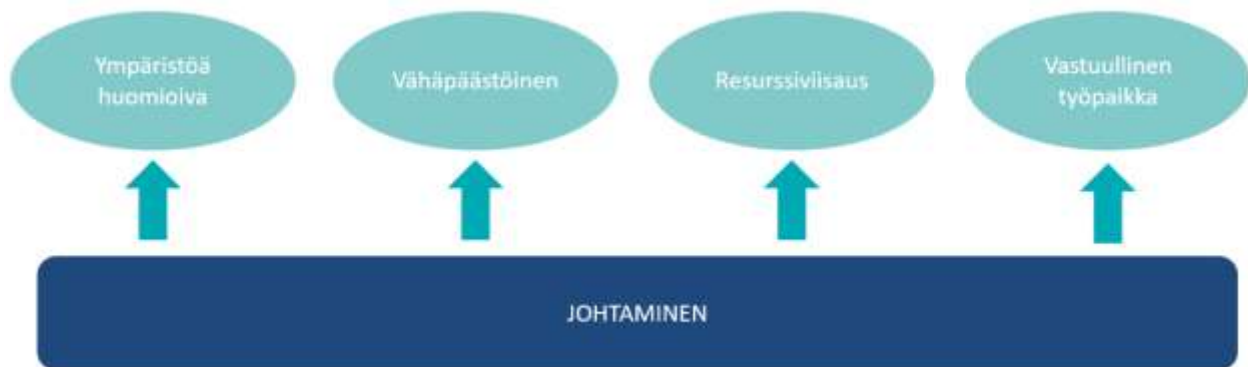 Ympäristöä
huomioiva
Vähäpäästöinen
Resurssiviisaus
Vastuullinen
työpaikka
JOHTAMINEN